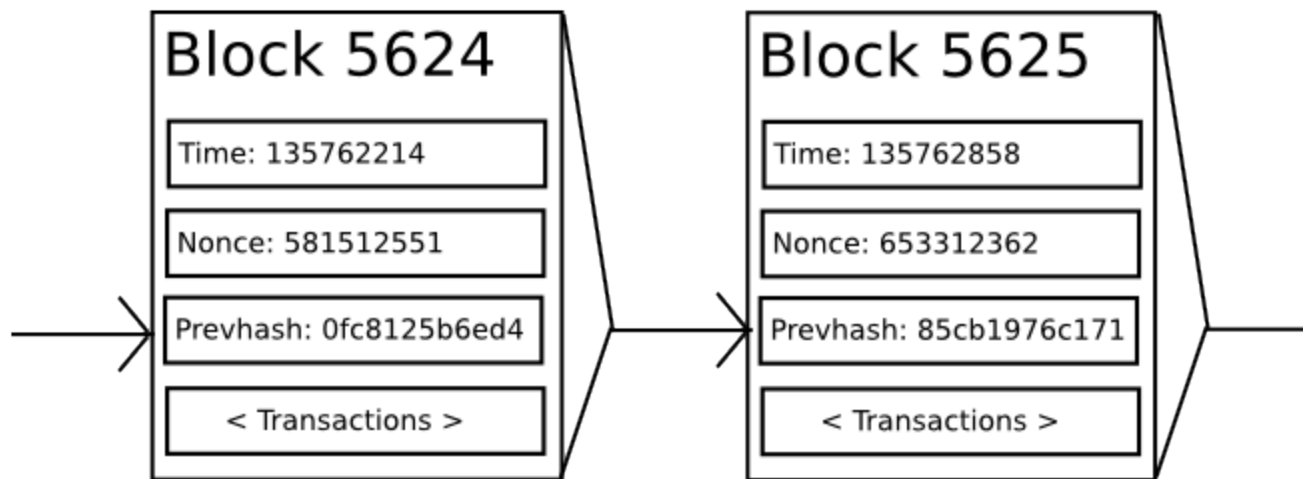 Block 5624
Time: 135762214
Nonce: 581512551
Prevhash: 0fc8125b6ed4
< Transactions >
Block 5625
Time: 135762858
Nonce: 653312362
Prevhash: 85cb1976c171
< Transactions >